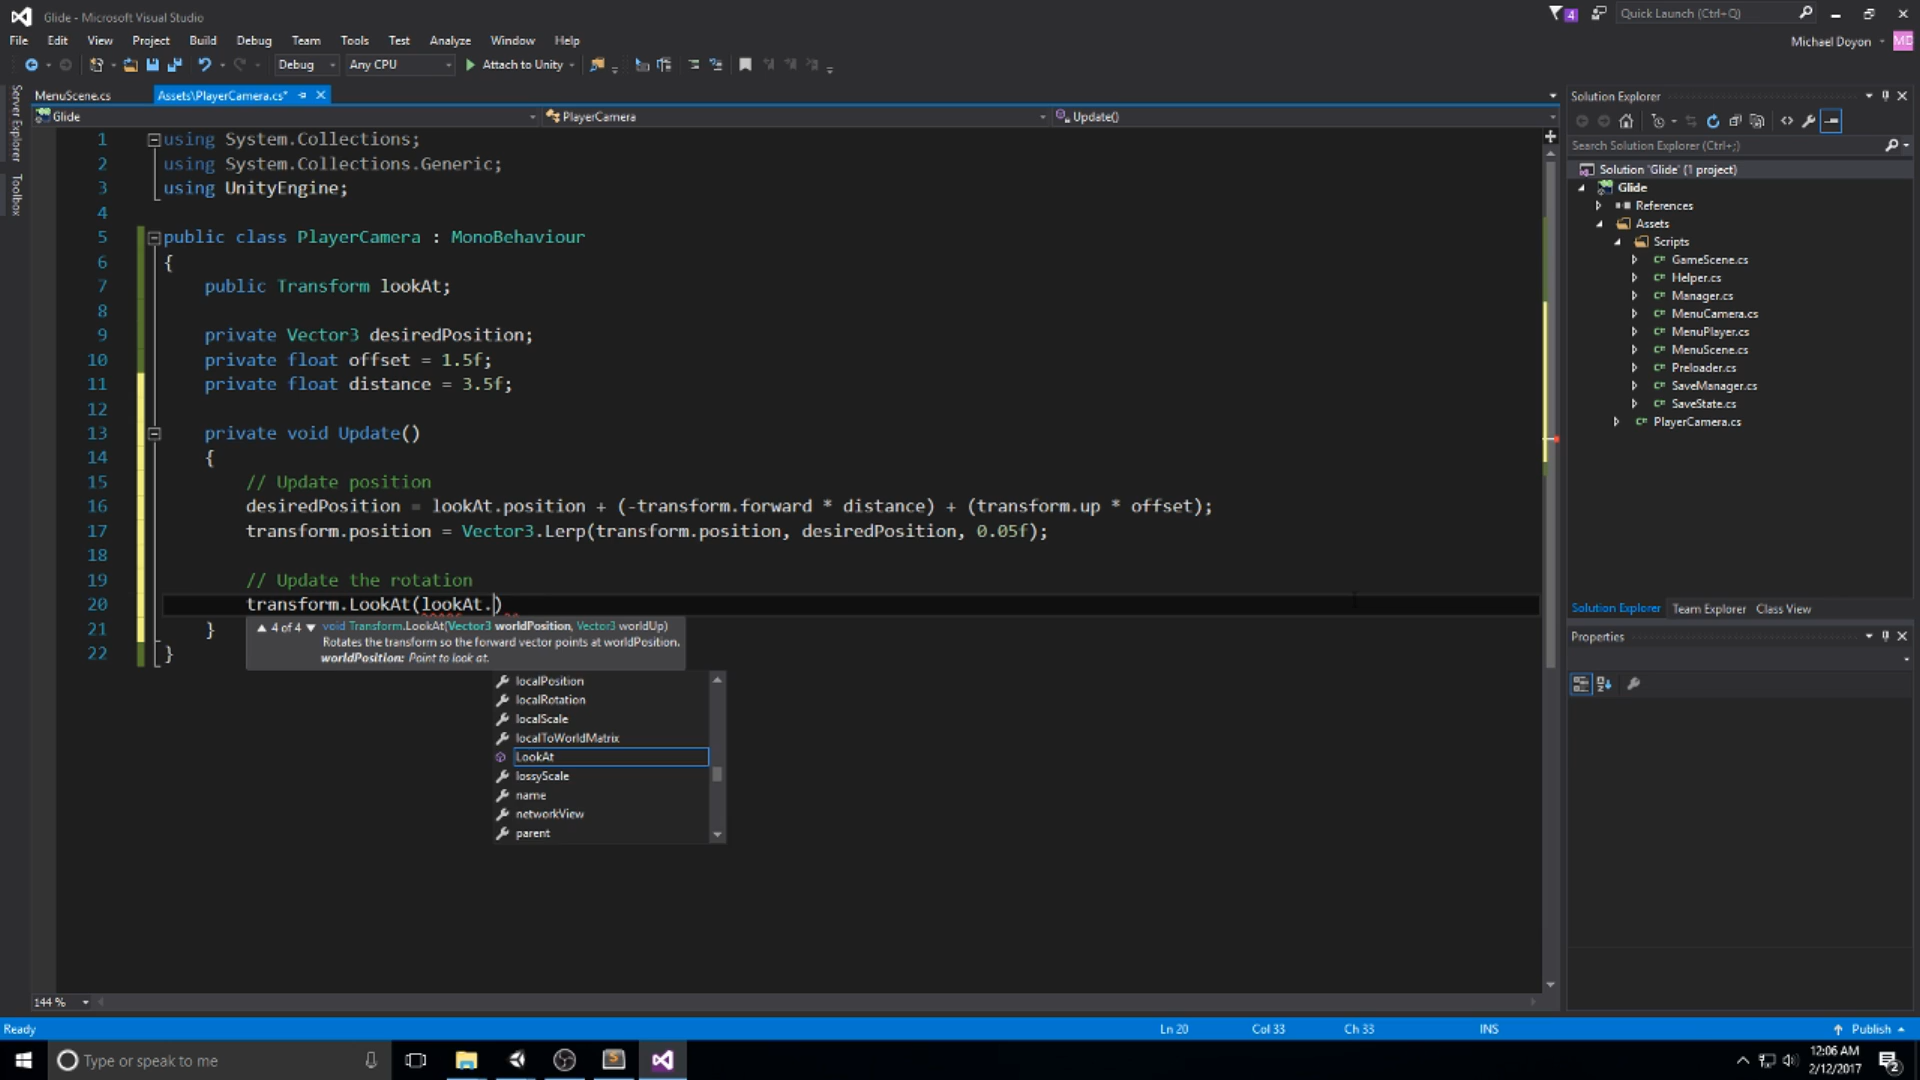 Glide - Microsoft Visual Studio
4
Quick Launch (Ctrl+Q)
File Edit View Project Build Debug Team Tools Test Analyze Window Help
Michael Doyon
MD
Debug Any CPU Attach to Unity
Server Explorer
Toolbox
MenuScene.cs
Assets\PlayerCamera.cs*
Glide
PlayerCamera
Update()
1 using System.Collections;
2 using System.Collections.Generic;
3 using UnityEngine;
4
5 public class PlayerCamera : MonoBehaviour
6 {
7 public Transform lookAt;
8
9 private Vector3 desiredPosition;
10 private float offset = 1.5f;
11 private float distance = 3.5f;
12
13 private void Update()
14 {
15 // Update position
16 desiredPosition = lookAt.position + (-transform.forward * distance) + (transform.up * offset);
17 transform.position = Vector3.Lerp(transform.position, desiredPosition, 0.05f);
18
19 // Update the rotation
20 transform.LookAt(lookAt.)
21 }
22 }
4 of 4 void Transform.LookAt(Vector3 worldPosition, Vector3 worldUp)
Rotates the transform so the forward vector points at worldPosition.
worldPosition: Point to look at.
localPosition
localRotation
localScale
localToWorldMatrix
LookAt
lossyScale
name
networkView
parent
Solution Explorer
Search Solution Explorer (Ctrl+;)
Solution 'Glide' (1 project)
Glide
References
Assets
Scripts
C# GameScene.cs
C# Helper.cs
C# Manager.cs
C# MenuCamera.cs
C# MenuPlayer.cs
C# MenuScene.cs
C# Preloader.cs
C# SaveManager.cs
C# SaveState.cs
C# PlayerCamera.cs
Solution Explorer Team Explorer Class View
Properties
144 %
Ready
Ln 20 Col 33 Ch 33 INS
Publish
Type or speak to me
12:06 AM
2/12/2017
2